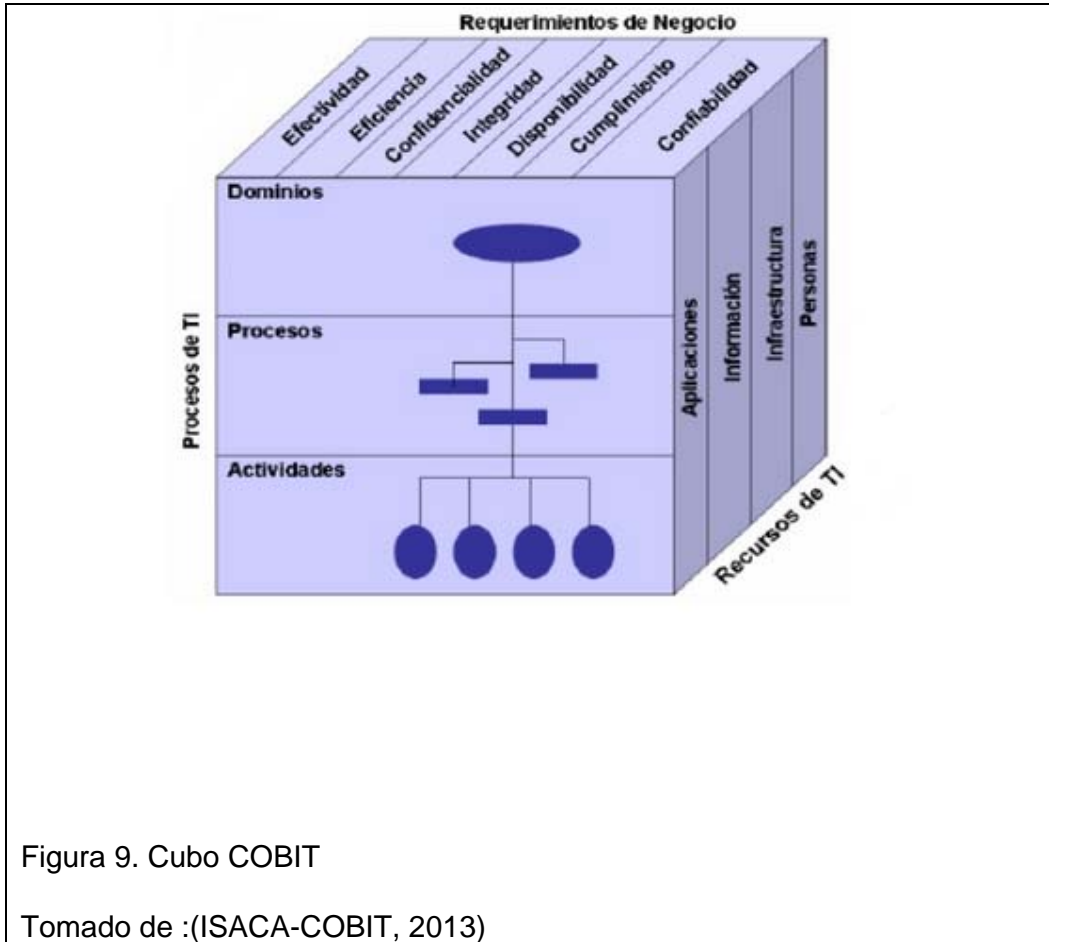 Requerimientos de Negocio
Efectividad
Eficiencia
Confidencialidad
Integridad
Disponibilidad
Cumplimiento
Confiabilidad
Dominios
Procesos
Actividades
Procesos de TI
Aplicaciones
Información
Infraestructura
Personas
Recursos de TI
Figura 9. Cubo COBIT
Tomado de :(ISACA-COBIT, 2013)